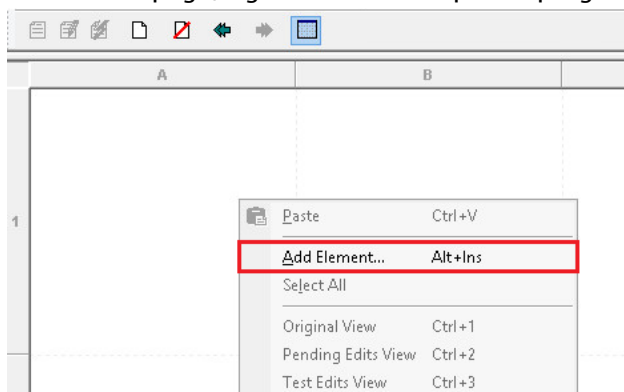 A B
1
Paste Ctrl+V
Add Element... Alt+Ins
Select All
Original View Ctrl+1
Pending Edits View Ctrl+2
Test Edits View Ctrl+3